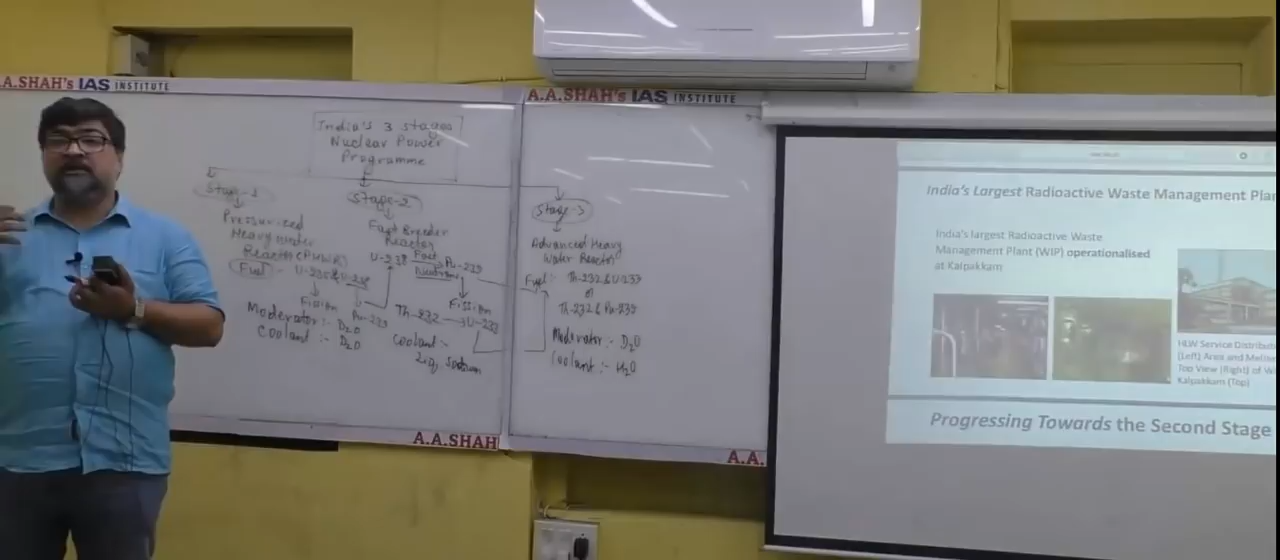 A.A.SHAH's IAS INSTITUTE
A.A.SHAH's IAS INSTITUTE
India's 3 stages
Nuclear Power
Programme
Stage-1
Pressurized
Heavy Water
Reactor (PHWR)
Fuel :- U-235 & U-238
Fission Pu-239
Moderator :- D2O
Coolant :- D2O
Stage-2
Fast Breeder
Reactor
U-238 Fast Neutrons Pu-239
Fission
Th-232 U-233
Coolant :-
Liq, Sodium
Stage-3
Advanced Heavy
Water Reactor
Fuel :- Th-232 & U-233
or
Th-232 & Pu-239
Moderator :- D2O
Coolant :- H2O
A.A.SHAH
A.A.
India's Largest Radioactive Waste Management Plan
India's largest Radioactive Waste
Management Plant (WIP) operationalised
at Kalpakkam
HLW Service Distribut
(Left) Area and
Top View (Right) of
Kalpakkam (Top)
Progressing Towards the Second Stage